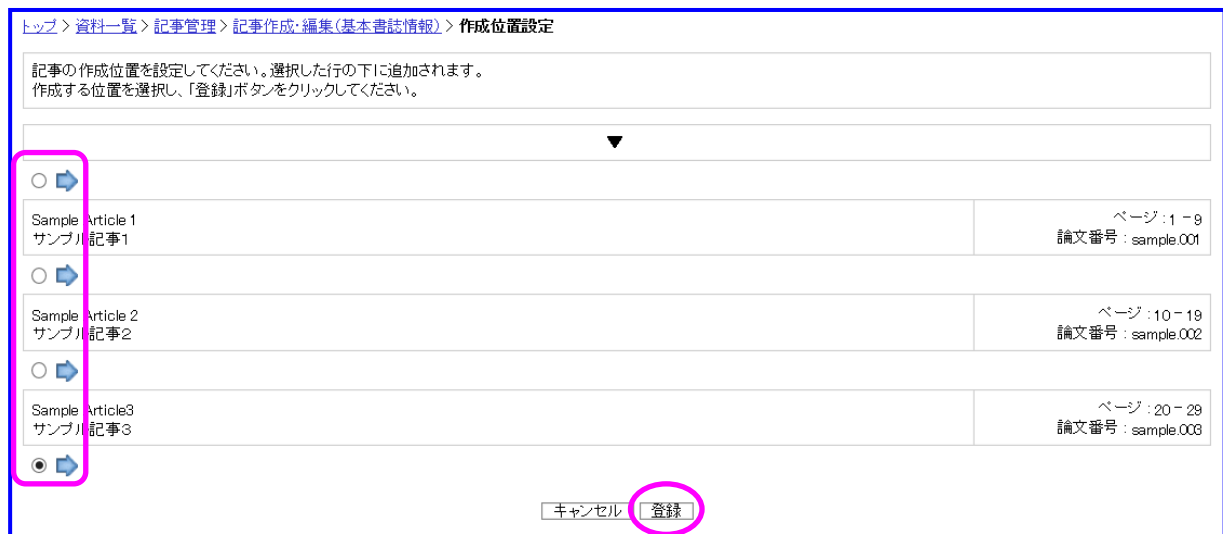 トップ > 資料一覧 > 記事管理 > 記事作成・編集(基本書誌情報) > 作成位置設定
記事の作成位置を設定してください。選択した行の下に追加されます。
作成する位置を選択し、「登録」ボタンをクリックしてください。
▼
Sample Article 1
サンプル記事1
ページ : 1 - 9
論文番号 : sample.001
Sample Article 2
サンプル記事2
ページ : 10 - 19
論文番号 : sample.002
Sample Article3
サンプル記事3
ページ : 20 - 29
論文番号 : sample.003
キャンセル 登録